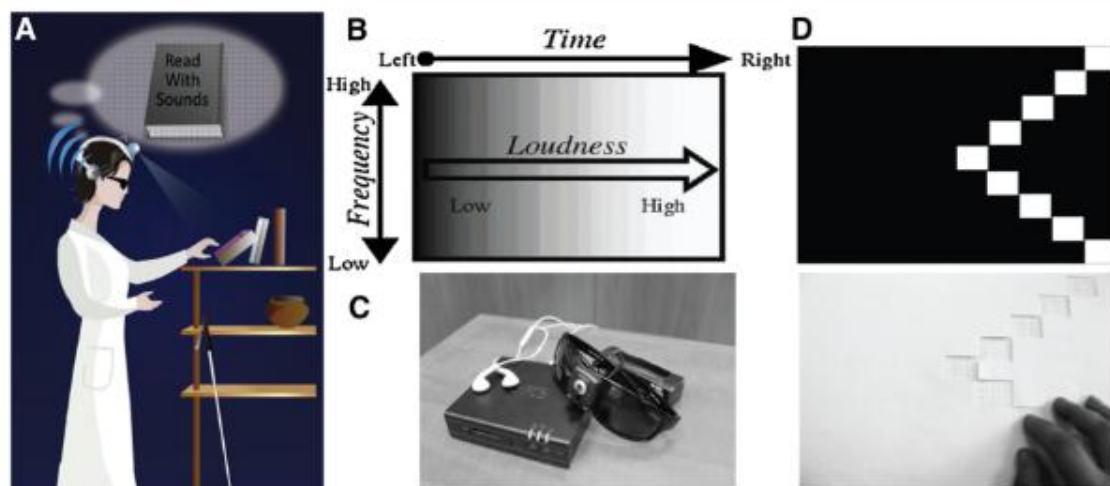 A
Read
With
Sounds
B
Time
Left
Right
High
Frequency
Loudness
Low
High
Low
C
D